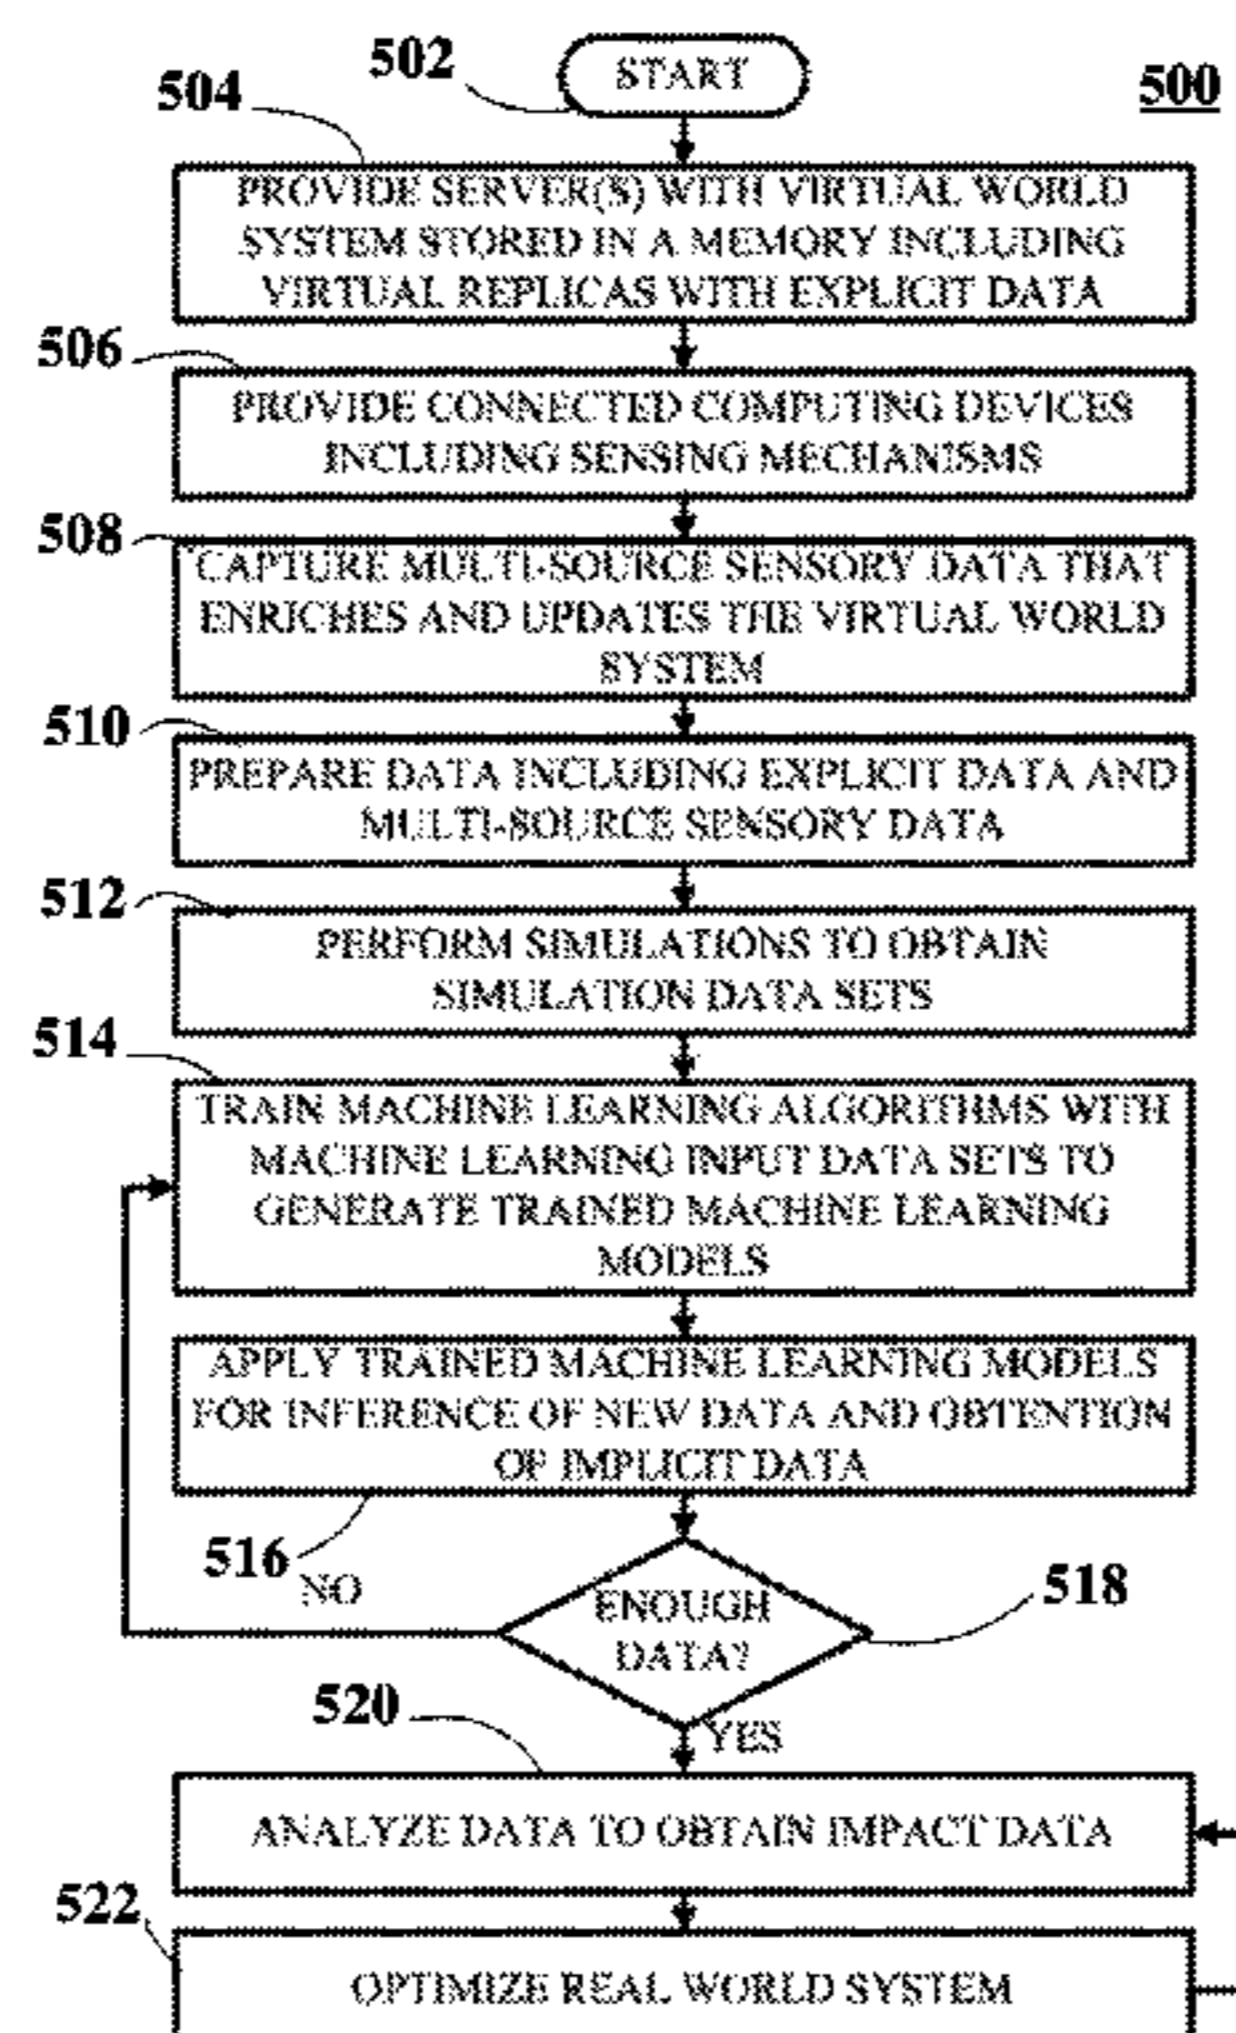 502
START
500
504
PROVIDE SERVER(S) WITH VIRTUAL WORLD
SYSTEM STORED IN A MEMORY INCLUDING
VIRTUAL REPLICAS WITH EXPLICIT DATA
506
PROVIDE CONNECTED COMPUTING DEVICES
INCLUDING SENSING MECHANISMS
508
CAPTURE MULTI-SOURCE SENSORY DATA THAT
ENRICHES AND UPDATES THE VIRTUAL WORLD
SYSTEM
510
PREPARE DATA INCLUDING EXPLICIT DATA AND
MULTI-SOURCE SENSORY DATA
512
PERFORM SIMULATIONS TO OBTAIN
SIMULATION DATA SETS
514
TRAIN MACHINE LEARNING ALGORITHMS WITH
MACHINE LEARNING INPUT DATA SETS TO
GENERATE TRAINED MACHINE LEARNING
MODELS
APPLY TRAINED MACHINE LEARNING MODELS
FOR INFERENCE OF NEW DATA AND OBTENTION
OF IMPLICIT DATA
516
NO
ENOUGH
DATA?
518
YES
520
ANALYZE DATA TO OBTAIN IMPACT DATA
522
OPTIMIZE REAL WORLD SYSTEM